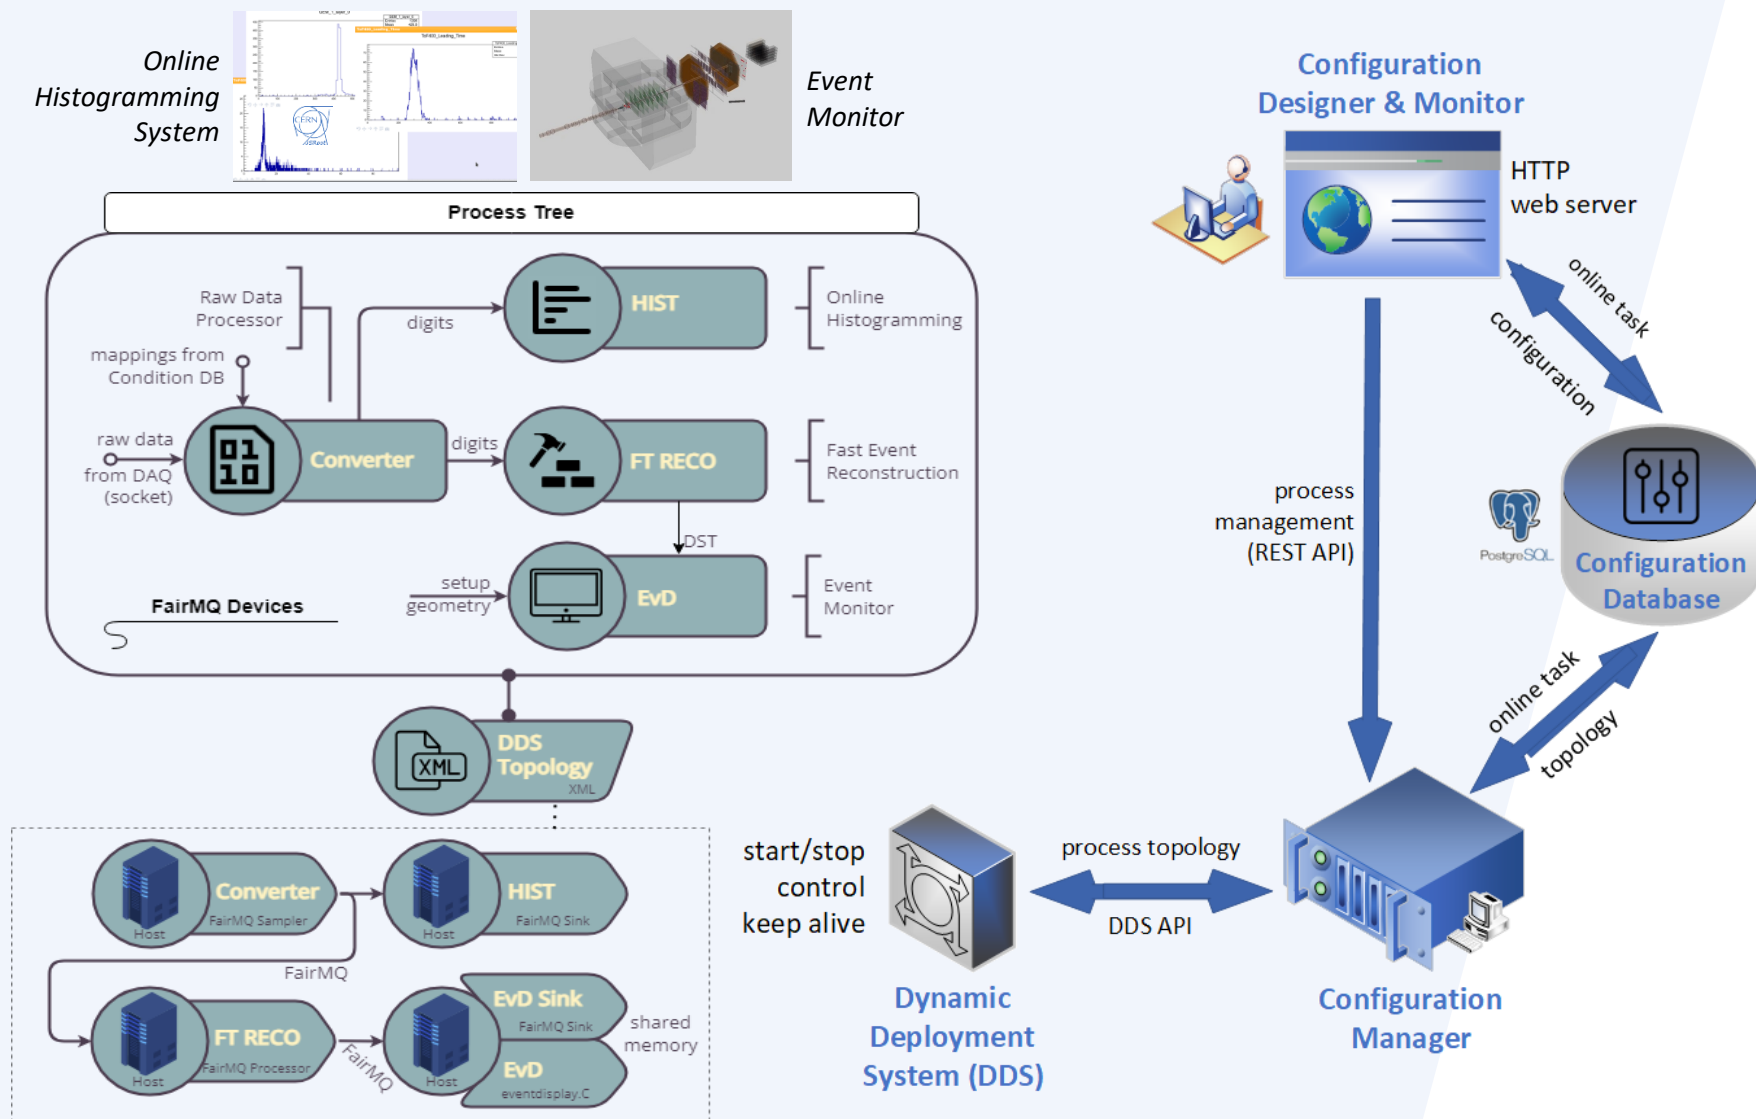 Online
Histogramming
System
CERN
Event
Monitor
Process Tree
Raw Data
Processor
mappings from
Condition DB
raw data
from DAQ
(socket)
Converter
digits
digits
HIST
Online
Histogramming
FT RECO
Fast Event
Reconstruction
DST
setup
geometry
EvD
Event
Monitor
FairMQ Devices
DDS
Topology
XML
XML
Converter
FairMQ Sampler
Host
HIST
FairMQ Sink
Host
FairMQ
FT RECO
FairMQ Processor
Host
FairMQ
EvD Sink
FairMQ Sink
EvD
eventdisplay.C
Host
shared
memory
Configuration
Designer & Monitor
HTTP
web server
online task
configuration
process
management
(REST API)
PostgreSQL
Configuration
Database
online task
topology
start/stop
control
keep alive
process topology
DDS API
Dynamic
Deployment
System (DDS)
Configuration
Manager